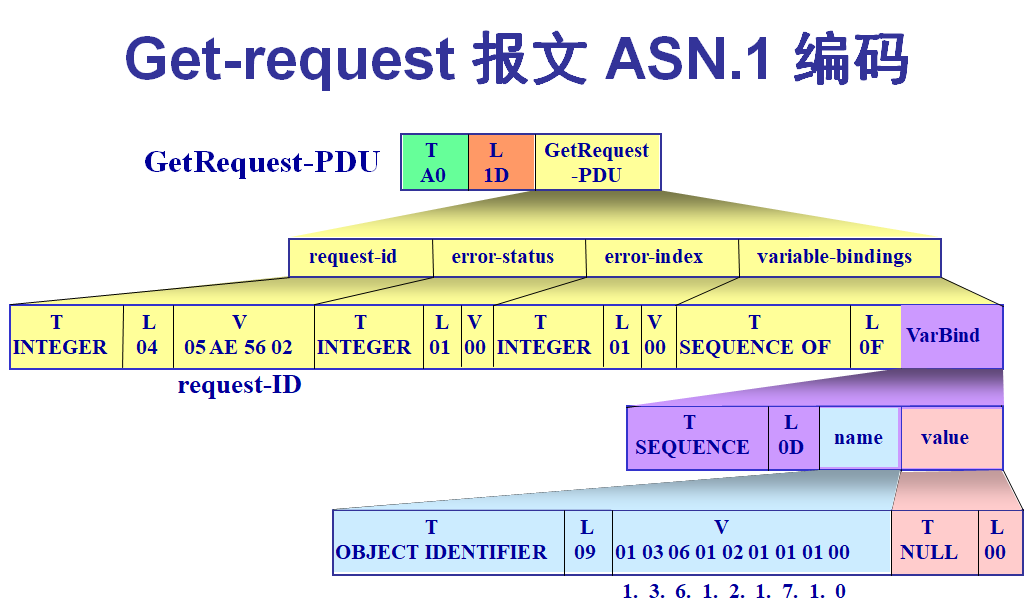 Get-request 报文 ASN.1 编码
GetRequest-PDU
T L GetRequest
A0 1D -PDU
request-id error-status error-index variable-bindings
T L V T L V T L V T L VarBind
INTEGER 04 05 AE 56 02 INTEGER 01 00 INTEGER 01 00 SEQUENCE OF 0F
request-ID
T L name value
SEQUENCE 0D
T L V T L
OBJECT IDENTIFIER 09 01 03 06 01 02 01 01 01 00 NULL 00
1. 3. 6. 1. 2. 1. 7. 1. 0